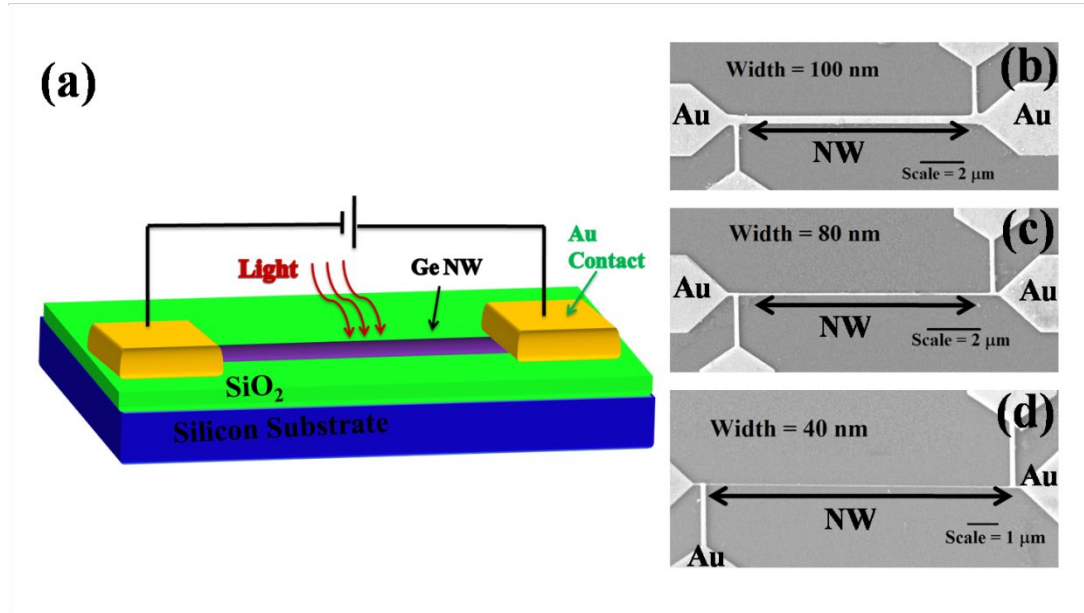 (a)
Light
Ge NW
Au
Contact
SiO₂
Silicon Substrate
(b)
Width = 100 nm
Au
Au
NW
Scale = 2 μm
(c)
Width = 80 nm
Au
Au
NW
Scale = 2 μm
(d)
Width = 40 nm
Au
NW
Scale = 1 μm
Au